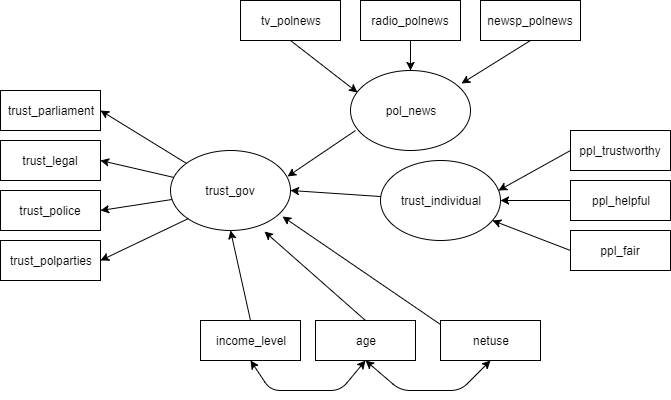 tv_polnews
radio_polnews
newsp_polnews
pol_news
trust_parliament
trust_legal
trust_police
trust_polparties
trust_gov
trust_individual
ppl_trustworthy
ppl_helpful
ppl_fair
income_level
age
netuse